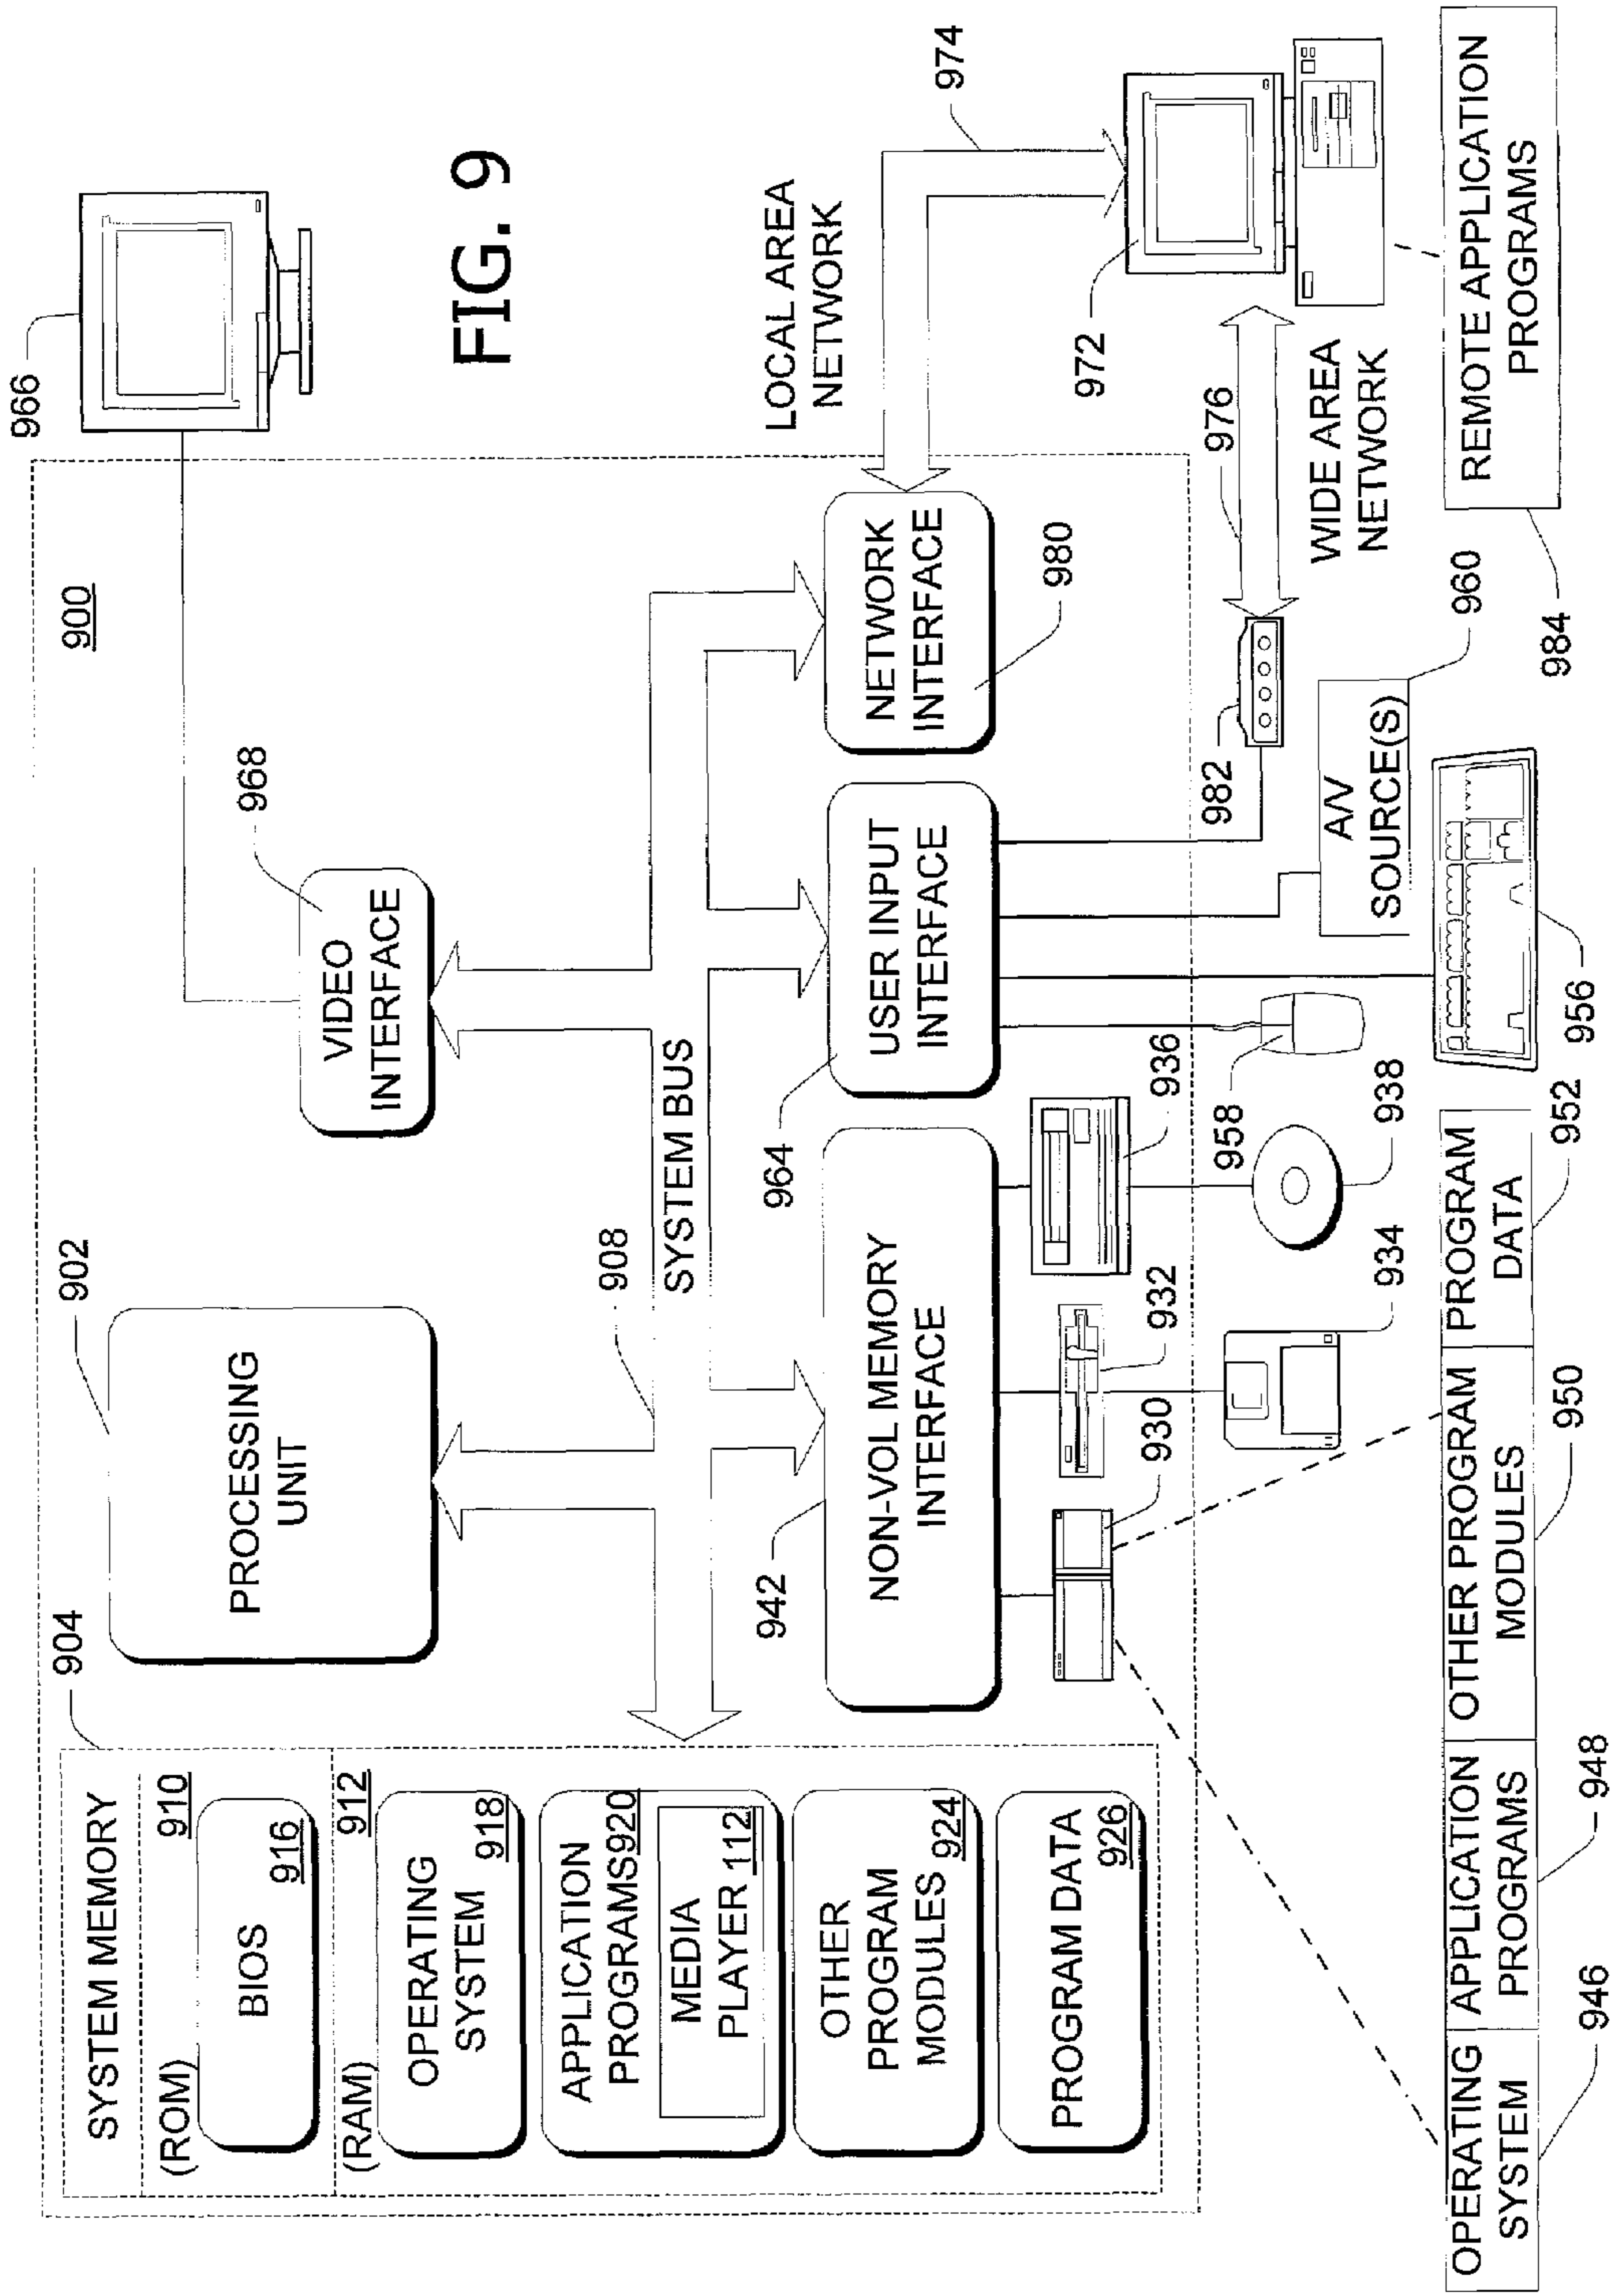 FIG. 9
900
966
SYSTEM MEMORY
904
(ROM)
910
BIOS
916
(RAM)
912
OPERATING
SYSTEM
918
APPLICATION
PROGRAMS920
MEDIA
PLAYER 112
OTHER
PROGRAM
MODULES 924
PROGRAM DATA
926
PROCESSING
UNIT
902
908
SYSTEM BUS
VIDEO
INTERFACE
968
942
NON-VOL MEMORY
INTERFACE
964
USER INPUT
INTERFACE
NETWORK
INTERFACE
980
LOCAL AREA
NETWORK
974
930
932
936
934
938
958
956
982
A/V
SOURCE(S)
960
976
WIDE AREA
NETWORK
972
OPERATING
SYSTEM
946
APPLICATION
PROGRAMS
948
OTHER PROGRAM
MODULES
950
PROGRAM
DATA
952
REMOTE APPLICATION
PROGRAMS
984